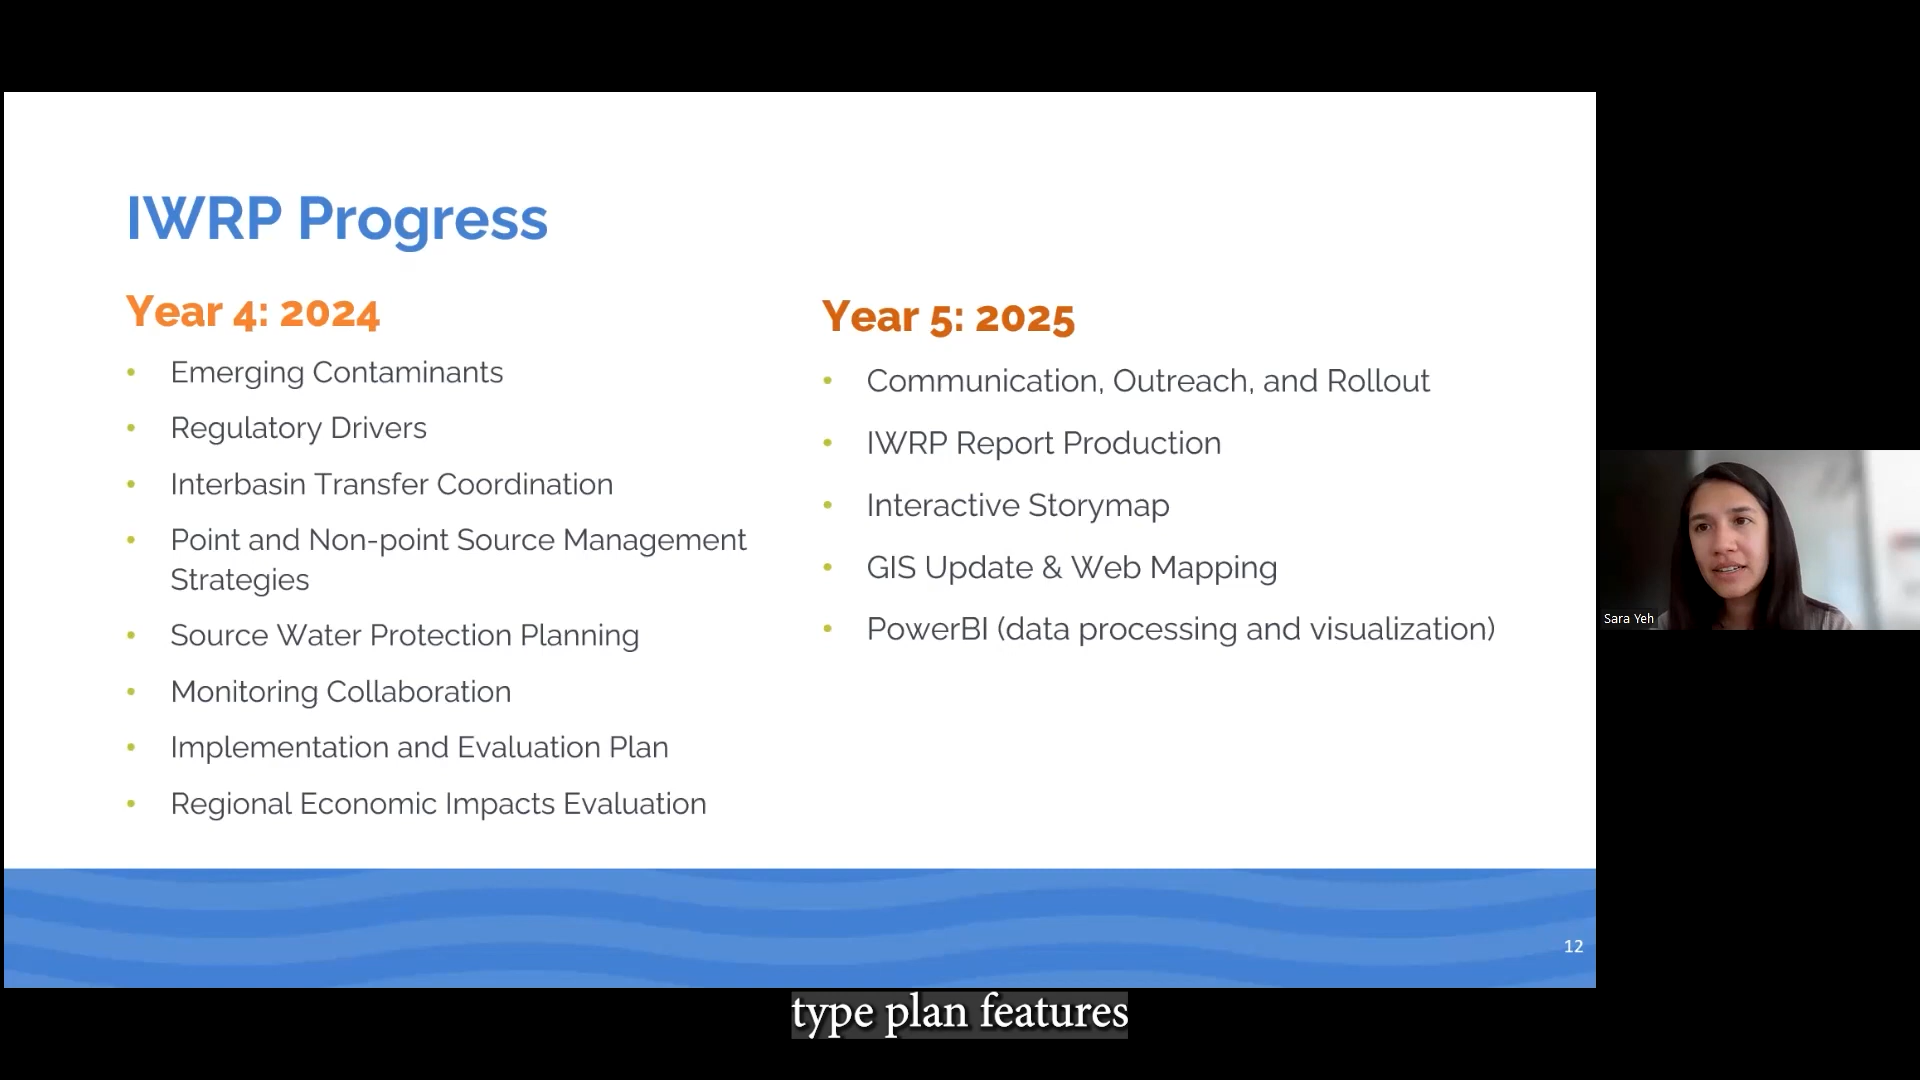 IWRP Progress
Year 4: 2024
• Emerging Contaminants
• Regulatory Drivers
• Interbasin Transfer Coordination
• Point and Non-point Source Management
Strategies
• Source Water Protection Planning
• Monitoring Collaboration
• Implementation and Evaluation Plan
• Regional Economic Impacts Evaluation
Year 5: 2025
• Communication, Outreach, and Rollout
• IWRP Report Production
• Interactive Storymap
• GIS Update & Web Mapping
• PowerBI (data processing and visualization)
Sara Yeh
12
type plan features